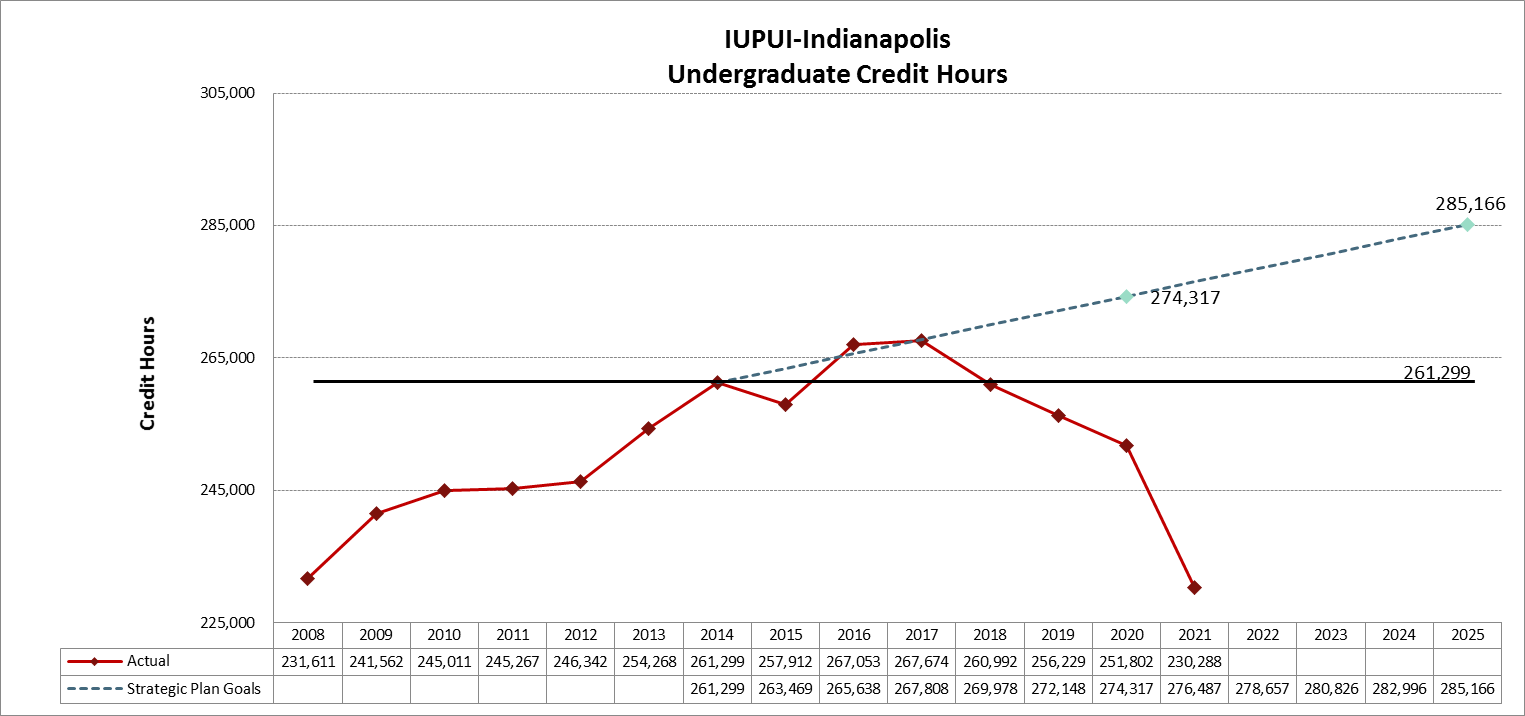 IUPUI-Indianapolis
Undergraduate Credit Hours
305,000
285,000
265,000
245,000
225,000
Credit Hours
285,166
274,317
261,299
2008 2009 2010 2011 2012 2013 2014 2015 2016 2017 2018 2019 2020 2021 2022 2023 2024 2025
Actual 231,611 241,562 245,011 245,267 246,342 254,268 261,299 257,912 267,053 267,674 260,992 256,229 251,802 230,288
Strategic Plan Goals 261,299 263,469 265,638 267,808 269,978 272,148 274,317 276,487 278,657 280,826 282,996 285,166